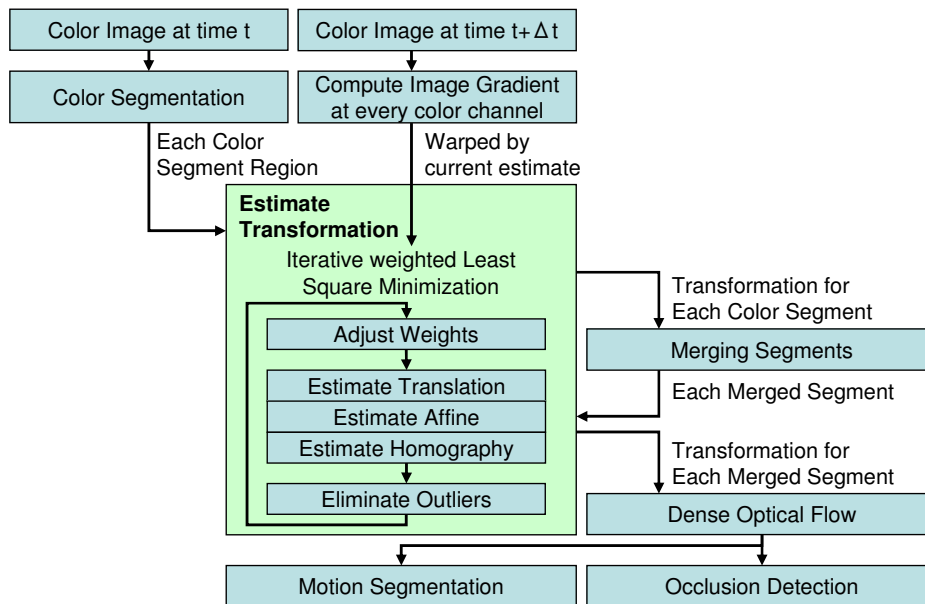 Color Image at time t
Color Image at time t+Δt
Color Segmentation
Compute Image Gradient
at every color channel
Each Color
Segment Region
Warped by
current estimate
Estimate
Transformation
Iterative weighted Least
Square Minimization
Adjust Weights
Estimate Translation
Estimate Affine
Estimate Homography
Eliminate Outliers
Transformation for
Each Color Segment
Merging Segments
Each Merged Segment
Transformation for
Each Merged Segment
Dense Optical Flow
Motion Segmentation
Occlusion Detection